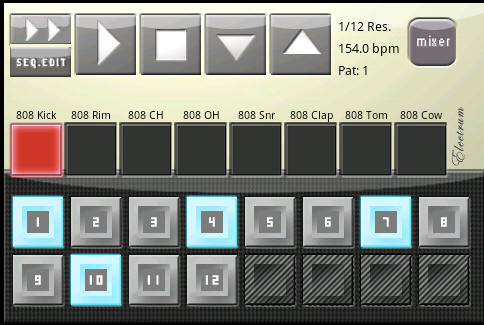 1/12 Res.
mixer
SEQ.EDIT
154.0 bpm
Pat: 1
808 Kick 808 Rim 808 CH 808 OH 808 Snr 808 Clap 808 Tom 808 Cow
Electrum
1 2 3 4 5 6 7 8
9 10 11 12